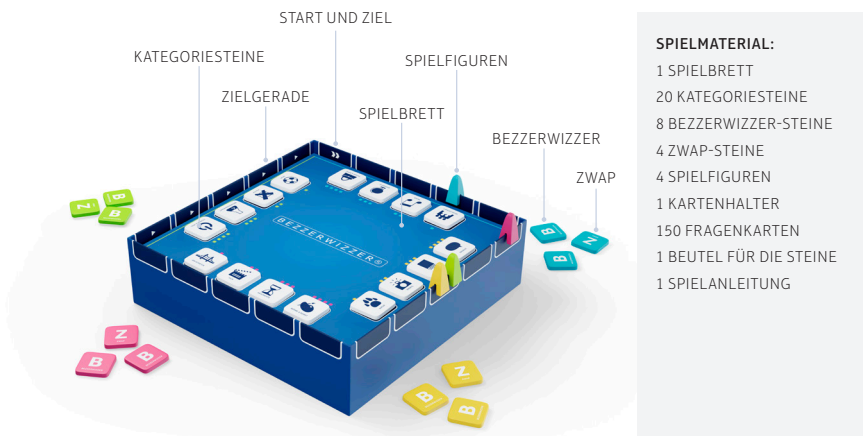 START UND ZIEL
KATEGORIESTEINE
SPIELFIGUREN
ZIELGERADE
SPIELBRETT
BEZZERWIZZER
ZWAP
BEZZERWIZZER®
Z
B
B
B
Z
B
Z
B
B
Z
B
B
SPIELMATERIAL:
1 SPIELBRETT
20 KATEGORIESTEINE
8 BEZZERWIZZER-STEINE
4 ZWAP-STEINE
4 SPIELFIGUREN
1 KARTENHALTER
150 FRAGENKARTEN
1 BEUTEL FÜR DIE STEINE
1 SPIELANLEITUNG